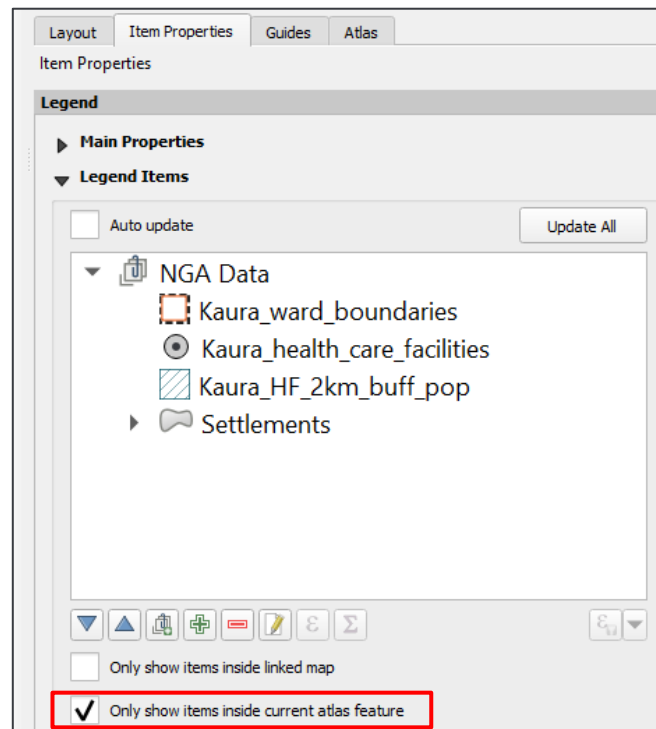 Layout Item Properties Guides Atlas
Item Properties
Legend
Main Properties
Legend Items
Auto update Update All
NGA Data
Kaura_ward_boundaries
Kaura_health_care_facilities
Kaura_HF_2km_buff_pop
Settlements
ε Σ ε
Only show items inside linked map
Only show items inside current atlas feature